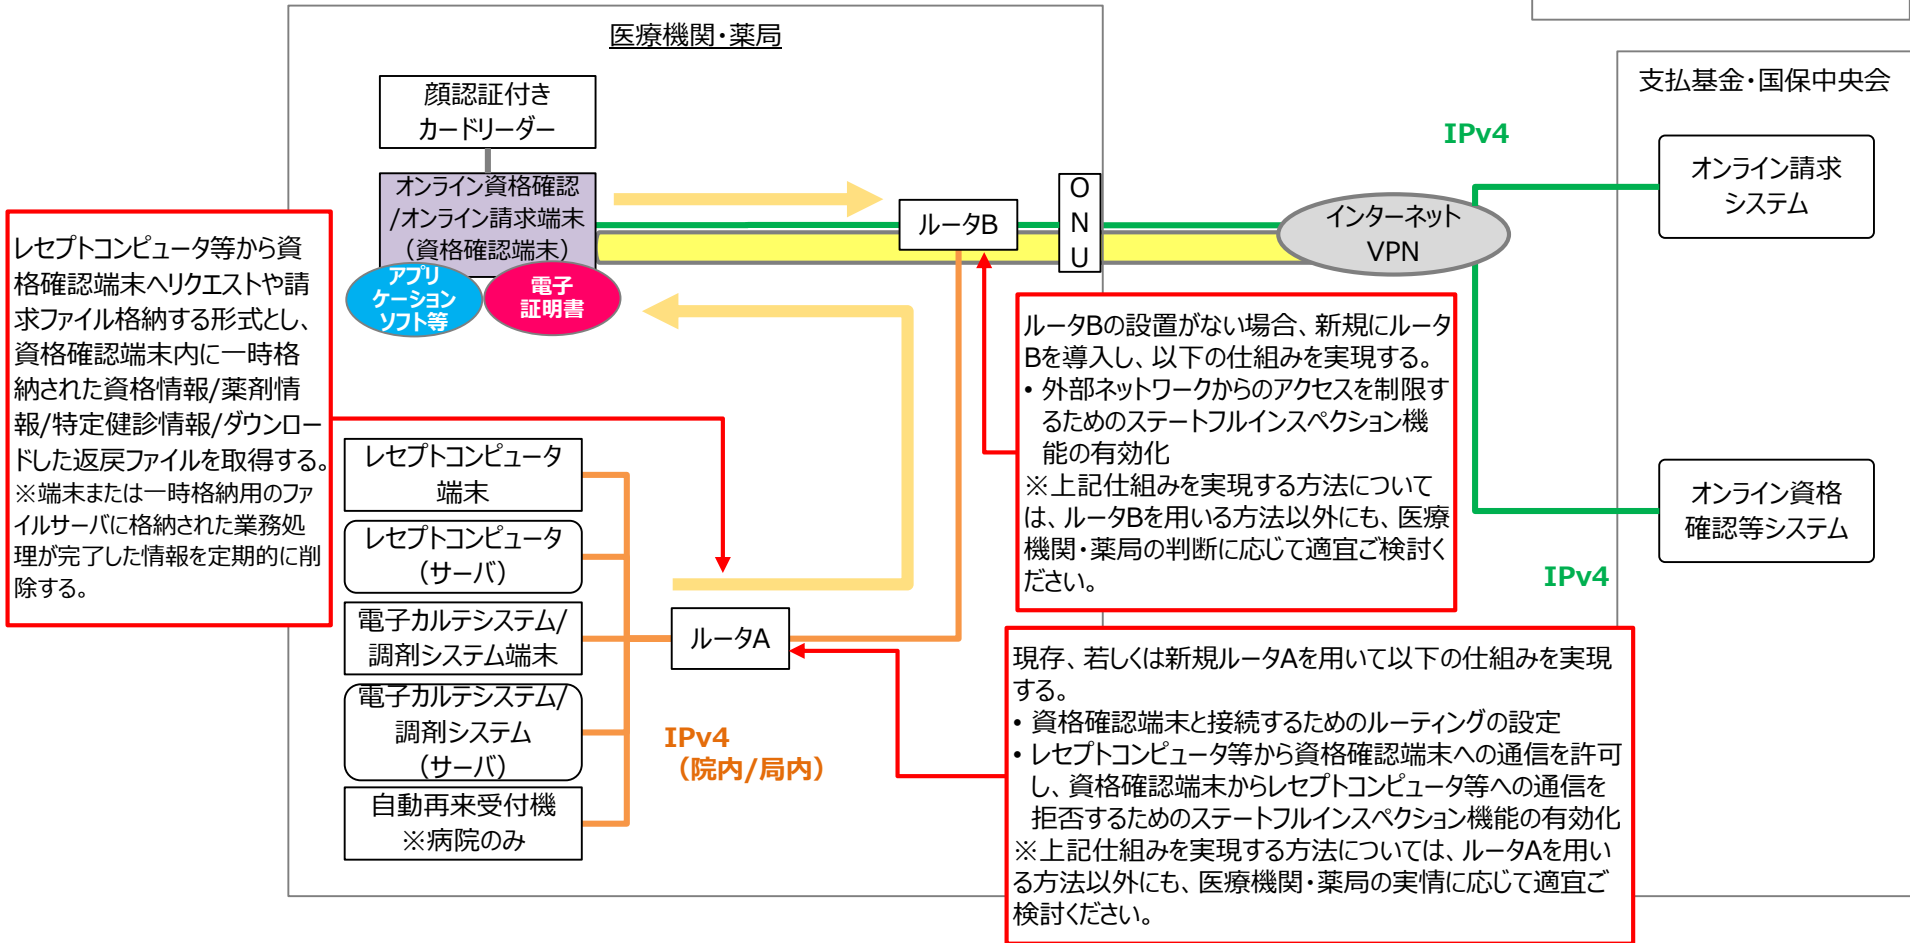 医療機関・薬局
支払基金・国保中央会
顔認証付き
カードリーダー
オンライン資格確認
/オンライン請求端末
（資格確認端末）
アプリ
ケーション
ソフト等
電子
証明書
ルータB
O
N
U
インターネット
VPN
IPv4
オンライン請求
システム
オンライン資格
確認等システム
IPv4
レセプトコンピュータ等から資
格確認端末へリクエストや請
求ファイル格納する形式とし、
資格確認端末内に一時格
納された資格情報/薬剤情
報/特定健診情報/ダウンロー
ドした返戻ファイルを取得する。
※端末または一時格納用のファ
イルサーバに格納された業務処
理が完了した情報を定期的に削
除する。
ルータBの設置がない場合、新規にルータ
Bを導入し、以下の仕組みを実現する。
• 外部ネットワークからのアクセスを制限す
るためのステートフルインスペクション機
能の有効化
※上記仕組みを実現する方法について
は、ルータBを用いる方法以外にも、医療
機関・薬局の判断に応じて適宜ご検討く
ださい。
レセプトコンピュータ
端末
レセプトコンピュータ
（サーバ）
電子カルテシステム/
調剤システム端末
電子カルテシステム/
調剤システム
（サーバ）
自動再来受付機
※病院のみ
ルータA
IPv4
（院内/局内）
現存、若しくは新規ルータAを用いて以下の仕組みを実現
する。
• 資格確認端末と接続するためのルーティングの設定
• レセプトコンピュータ等から資格確認端末への通信を許可
し、資格確認端末からレセプトコンピュータ等への通信を
拒否するためのステートフルインスペクション機能の有効化
※上記仕組みを実現する方法については、ルータAを用い
る方法以外にも、医療機関・薬局の実情に応じて適宜ご
検討ください。